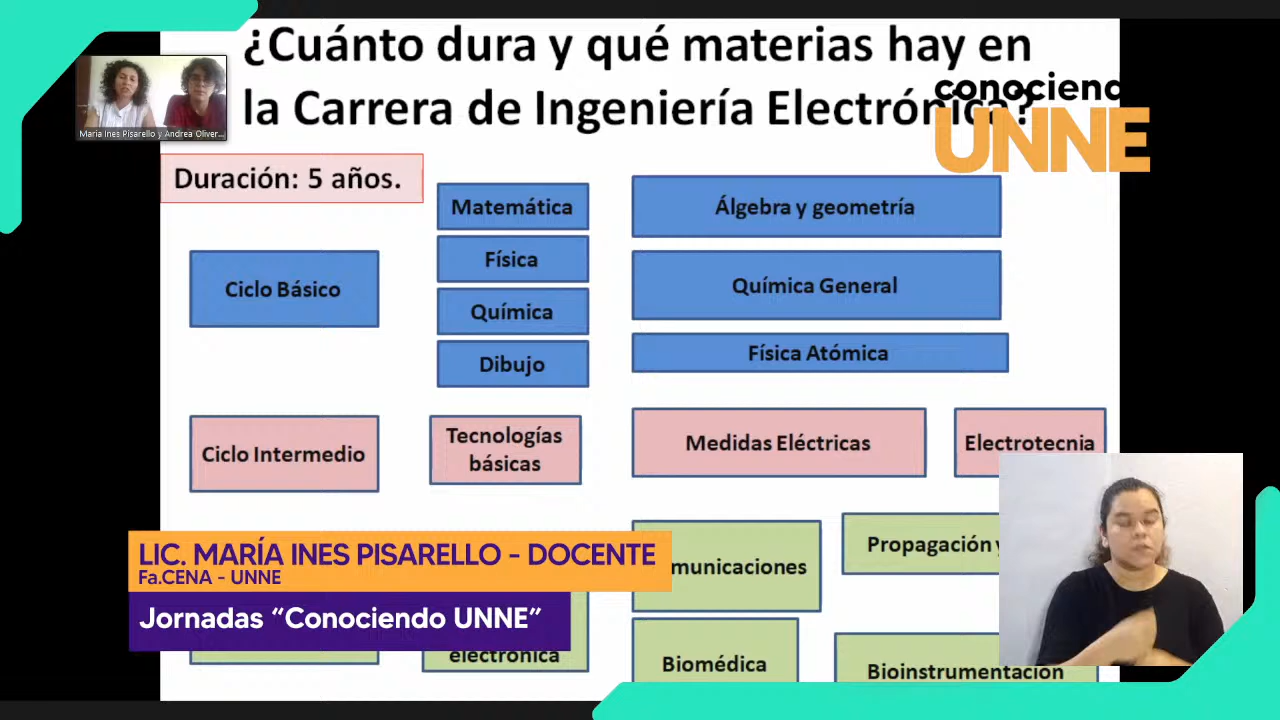 ¿Cuánto dura y qué materias hay en
la Carrera de Ingeniería Electrónica?
María Ines Pisarello y Andrea Oliver...
conociend
UNNE
Duración: 5 años.
Matemática
Álgebra y geometría
Física
Ciclo Básico
Química General
Química
Física Atómica
Dibujo
Ciclo Intermedio
Tecnologías
básicas
Medidas Eléctricas
Electrotecnia
Propagación y
municaciones
LIC. MARÍA INES PISARELLO - DOCENTE
Fa.CENA - UNNE
Jornadas “Conociendo UNNE”
electrónica
Biomédica
Bioinstrumentación